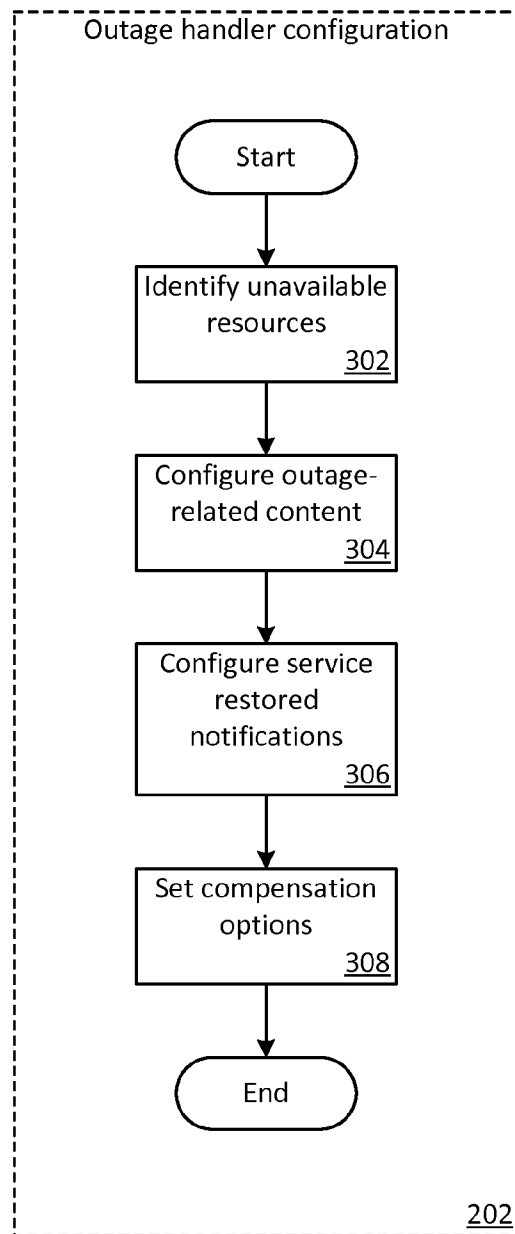 Outage handler configuration
Start
Identify unavailable
resources
302
Configure outage-
related content
304
Configure service
restored
notifications
306
Set compensation
options
308
End
202